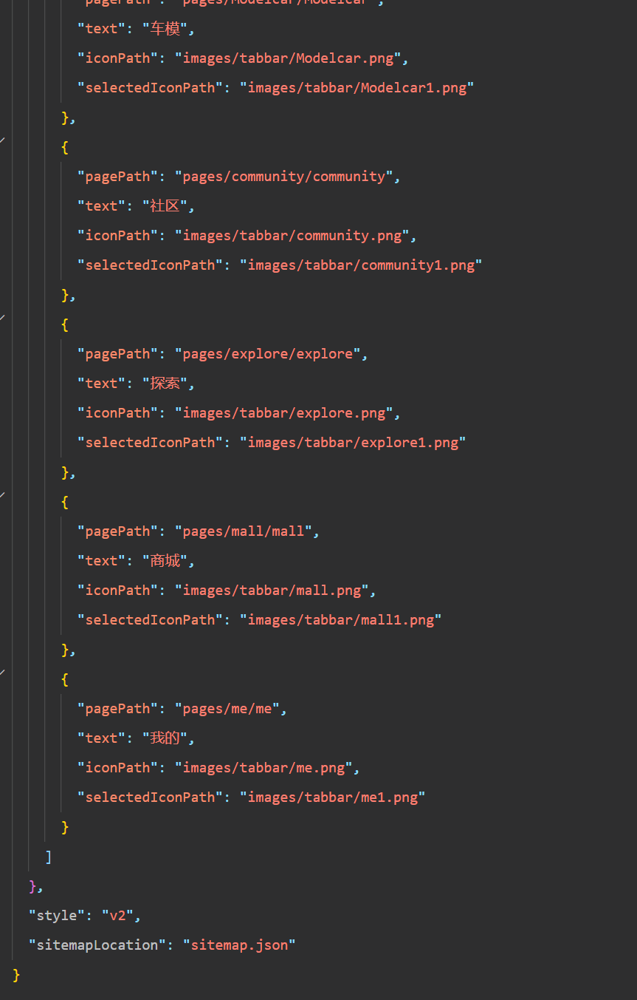 "pagePath": "pages/Modelcar/Modelcar",
"text": "车模",
"iconPath": "images/tabbar/Modelcar.png",
"selectedIconPath": "images/tabbar/Modelcar1.png"
},
{
"pagePath": "pages/community/community",
"text": "社区",
"iconPath": "images/tabbar/community.png",
"selectedIconPath": "images/tabbar/community1.png"
},
{
"pagePath": "pages/explore/explore",
"text": "探索",
"iconPath": "images/tabbar/explore.png",
"selectedIconPath": "images/tabbar/explore1.png"
},
{
"pagePath": "pages/mall/mall",
"text": "商城",
"iconPath": "images/tabbar/mall.png",
"selectedIconPath": "images/tabbar/mall1.png"
},
{
"pagePath": "pages/me/me",
"text": "我的",
"iconPath": "images/tabbar/me.png",
"selectedIconPath": "images/tabbar/me1.png"
}
]
},
"style": "v2",
"sitemapLocation": "sitemap.json"
}